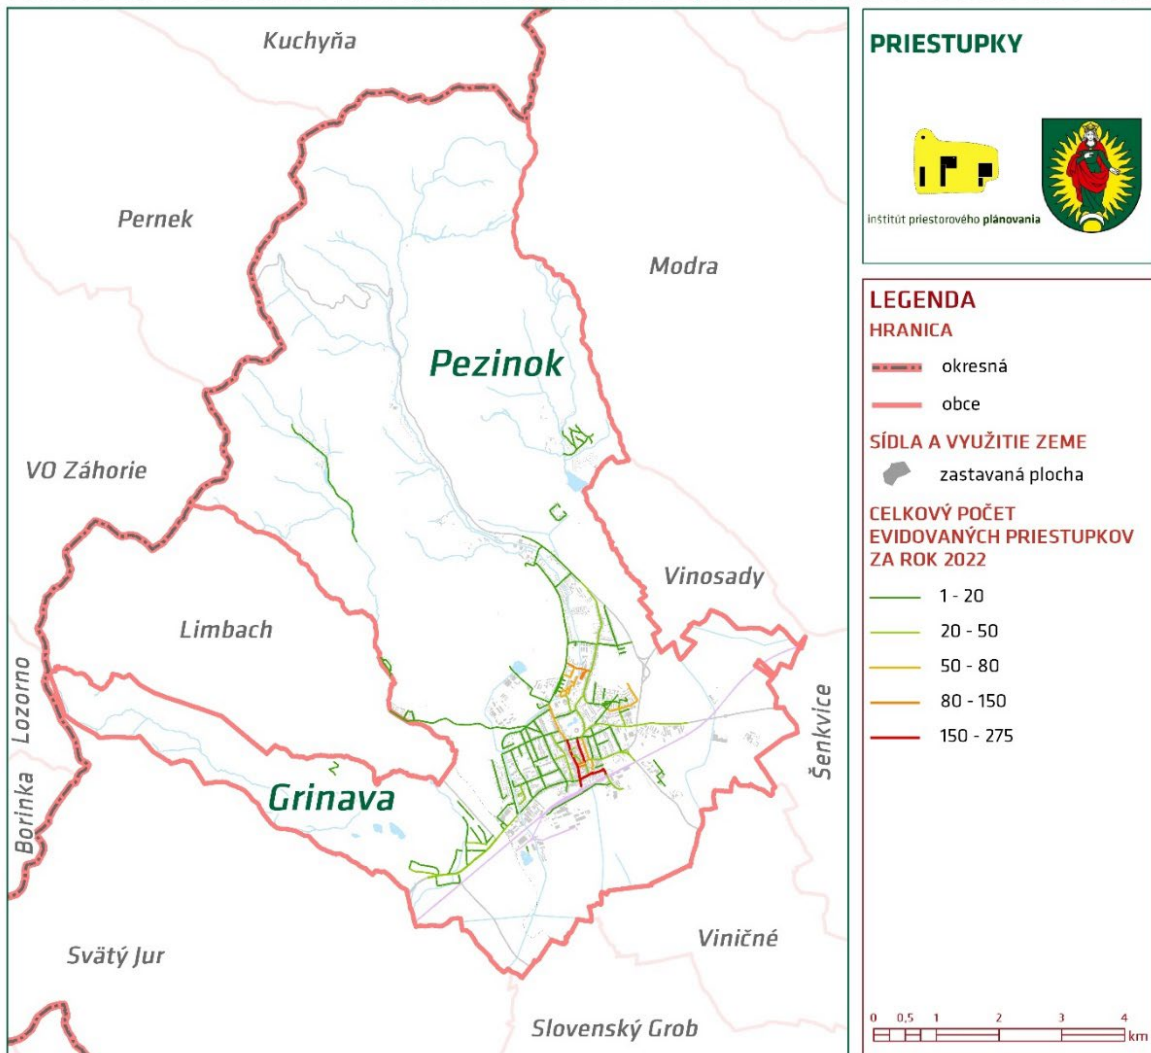 Kuchyňa
Pernek
Modra
Pezinok
VO Záhorie
Vinosady
Limbach
Lozorno
Šenkvice
Grinava
Borinka
Viničné
Svätý Jur
Slovenský Grob
PRIESTUPKY
inštitút priestorového plánovania
LEGENDA
HRANICA
okresná
obce
SÍDLA A VYUŽITIE ZEME
zastavaná plocha
CELKOVÝ POČET
EVIDOVANÝCH PRIESTUPKOV
ZA ROK 2022
1 - 20
20 - 50
50 - 80
80 - 150
150 - 275
0 0,5 1 2 3 4
km